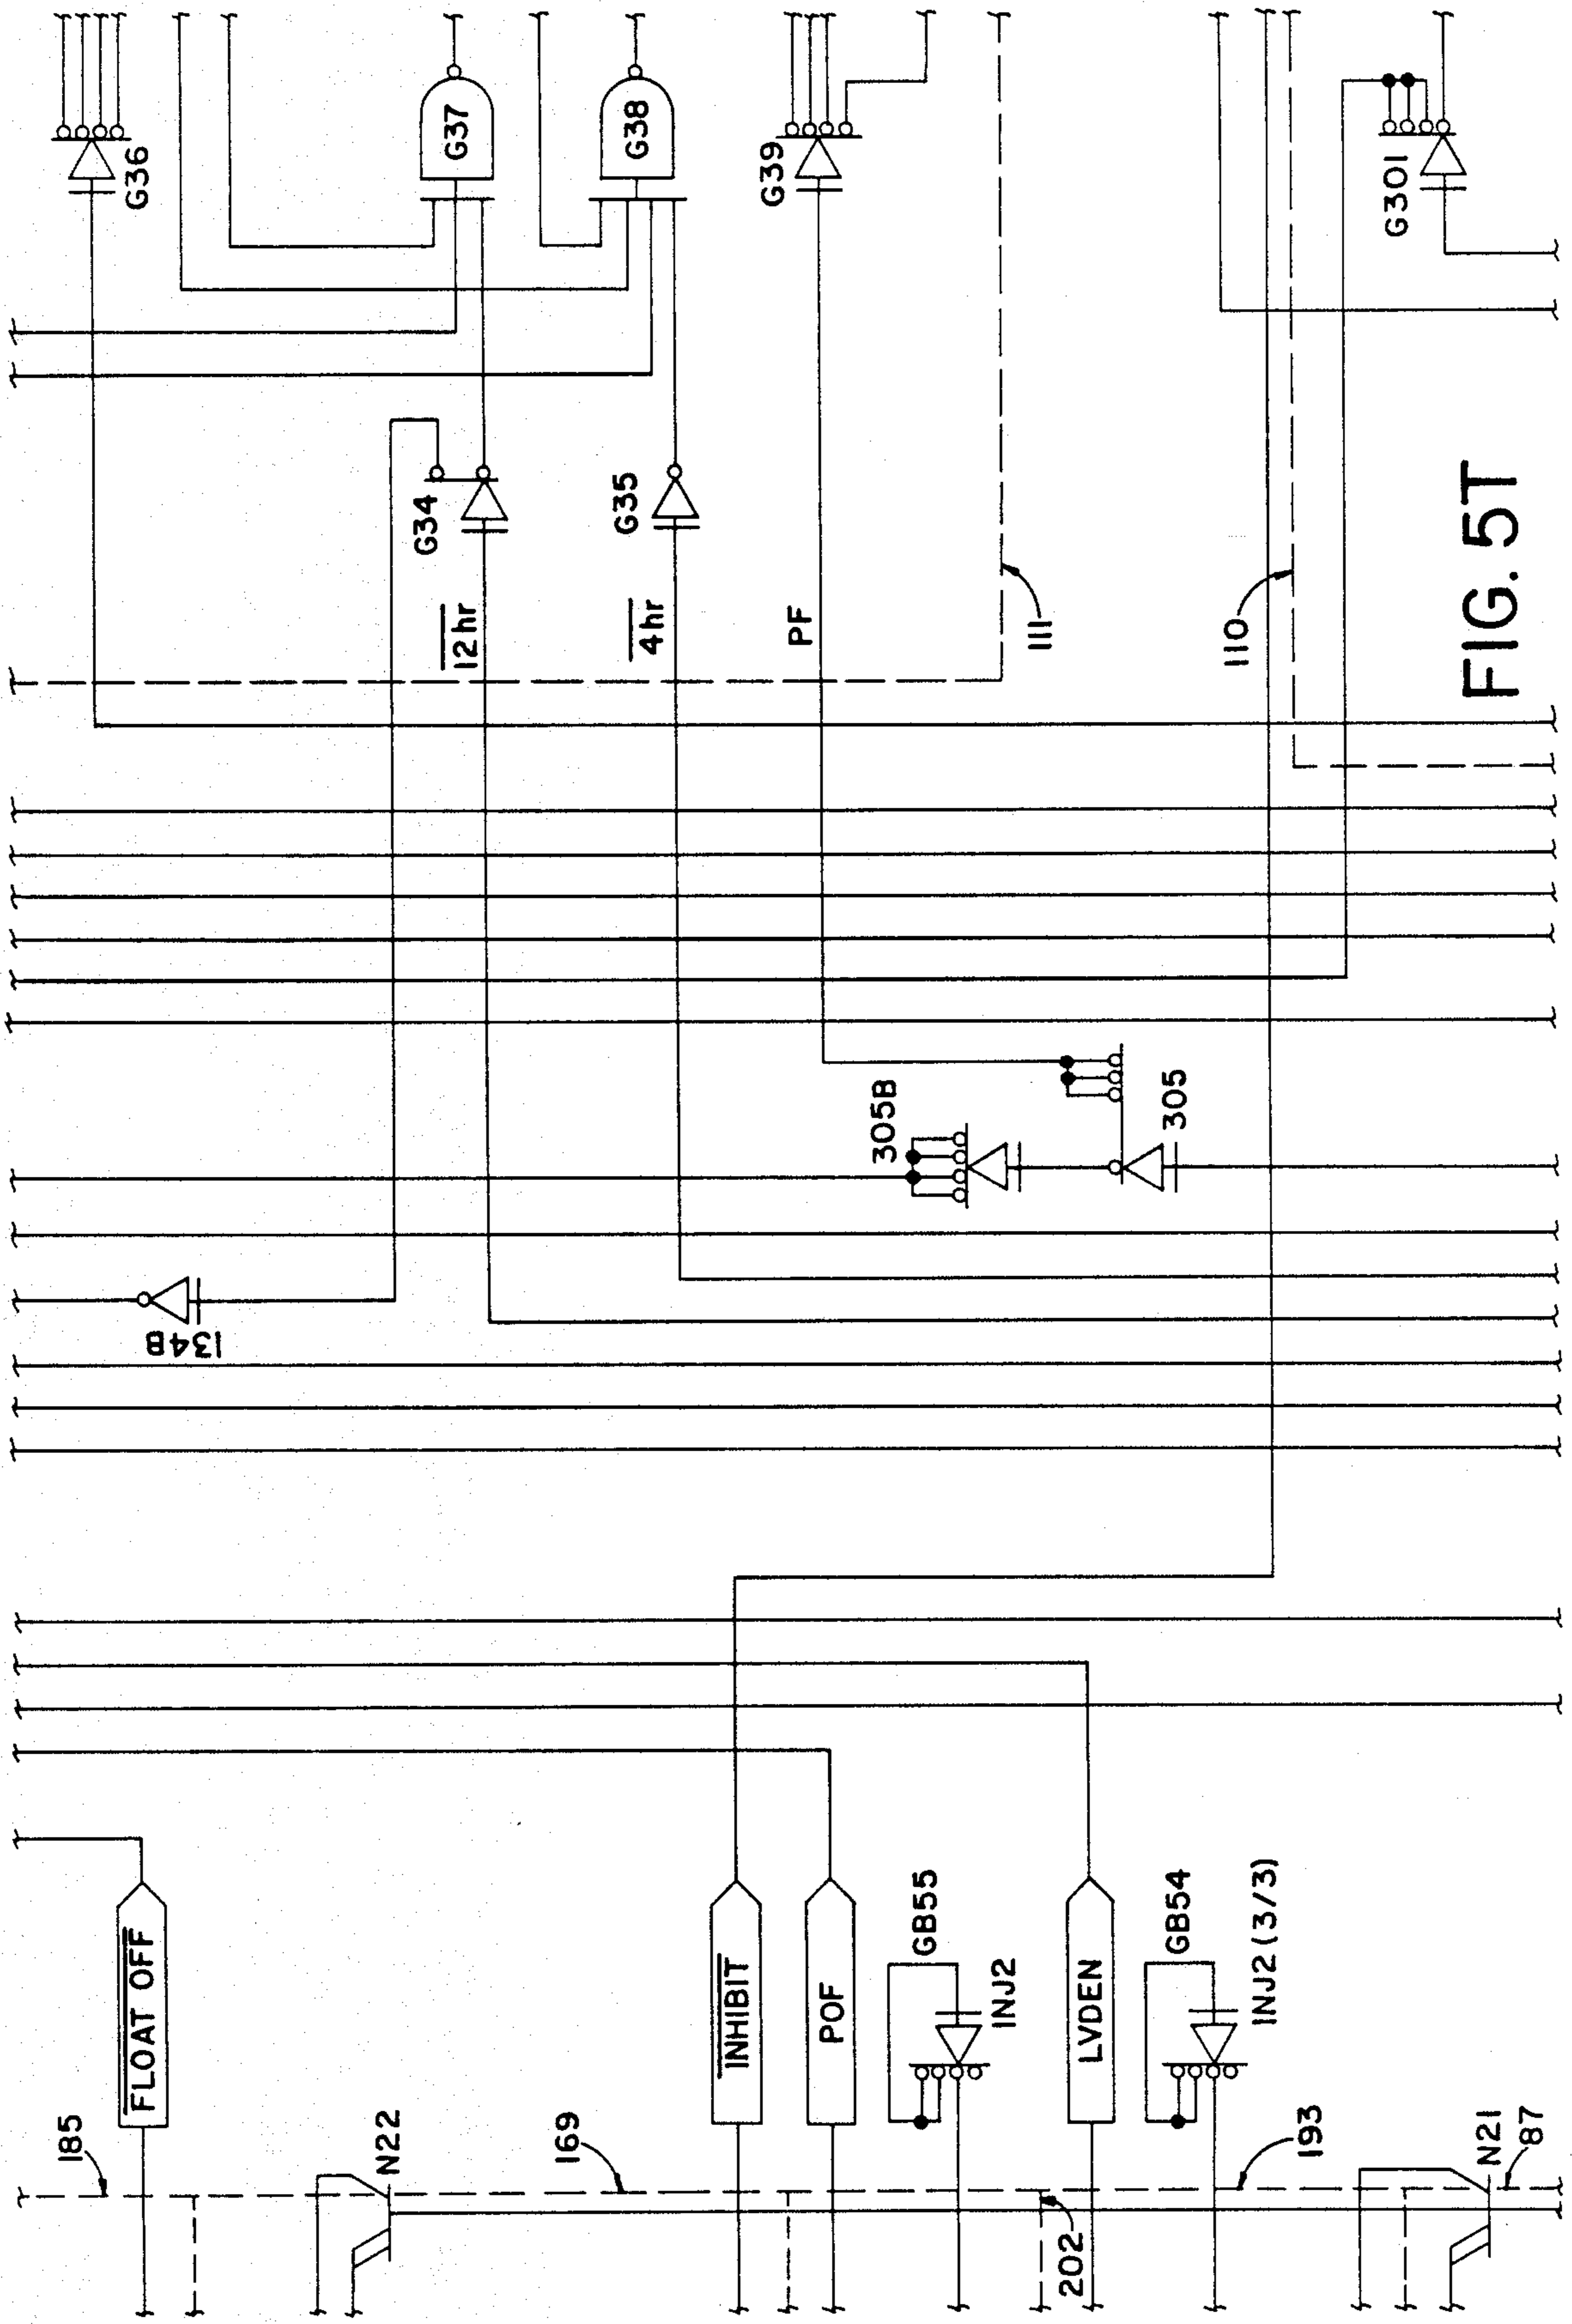 G36
G37
G38
G39
G301
G34
G35
12hr
4hr
PF
111
110
FIG. 5T
305B
305
134B
FLOAT OFF
INHIBIT
POF
GB55
INJ2
LVDEN
GB54
INJ2 (3/3)
185
N22
169
202
193
N21
87